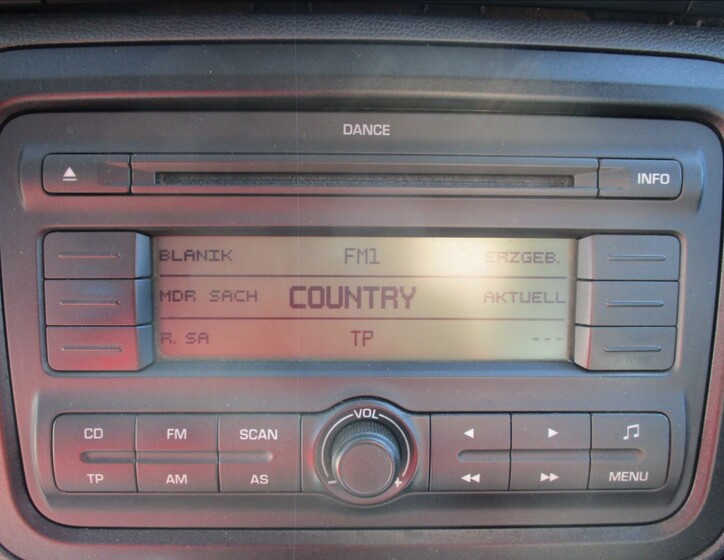 DANCE
INFO
BLANIK FM1 ERZGEB.
MDR SACH COUNTRY AKTUELL
R. SA TP ---
CD FM SCAN VOL
TP AM AS - + MENU